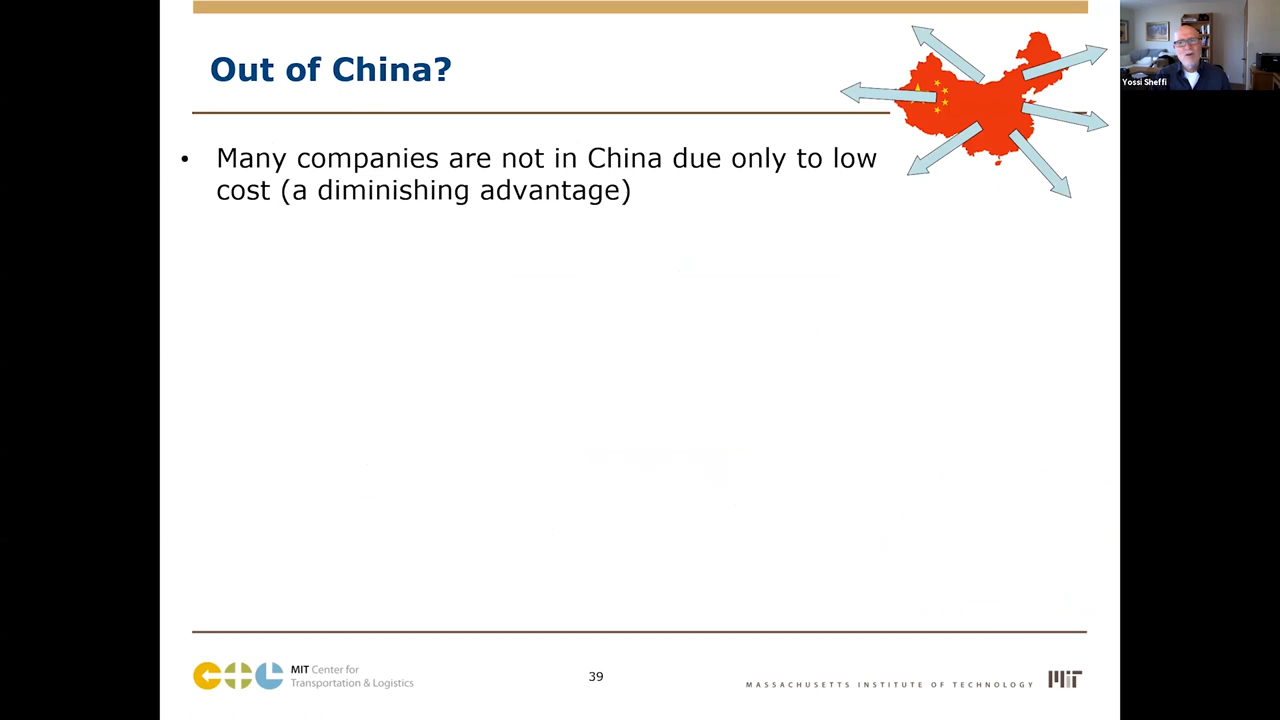 Out of China?
Yossi Sheffi
• Many companies are not in China due only to low
cost (a diminishing advantage)
MIT Center for
Transportation & Logistics
39
MASSACHUSETTS INSTITUTE OF TECHNOLOGY
MIT